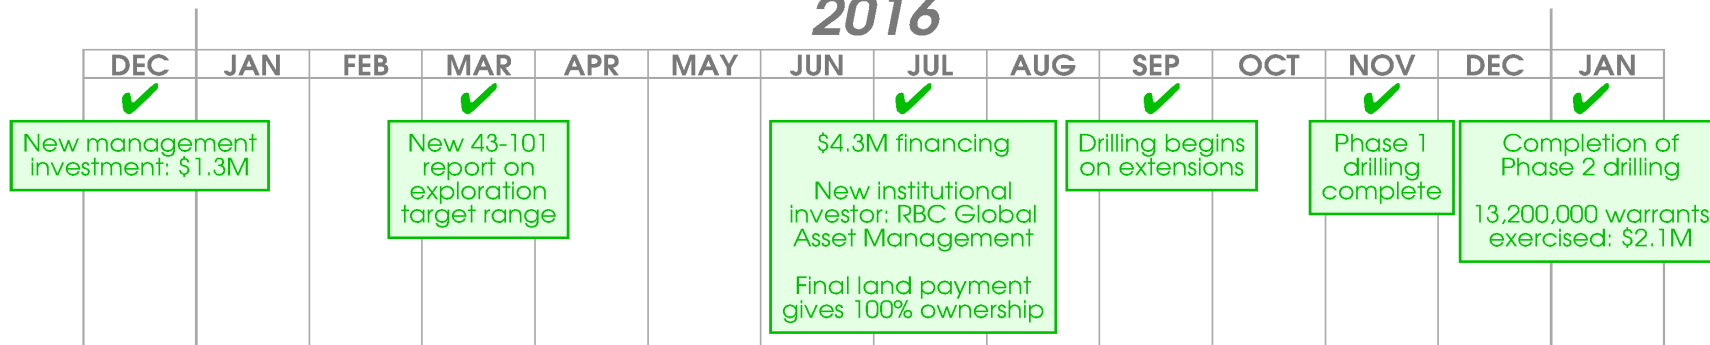 2016
DEC JAN FEB MAR APR MAY JUN JUL AUG SEP OCT NOV DEC JAN
New management
investment: $1.3M
New 43-101
report on
exploration
target range
$4.3M financing
New institutional
investor: RBC Global
Asset Management
Final land payment
gives 100% ownership
Drilling begins
on extensions
Phase 1
drilling
complete
Completion of
Phase 2 drilling
13,200,000 warrants
exercised: $2.1M